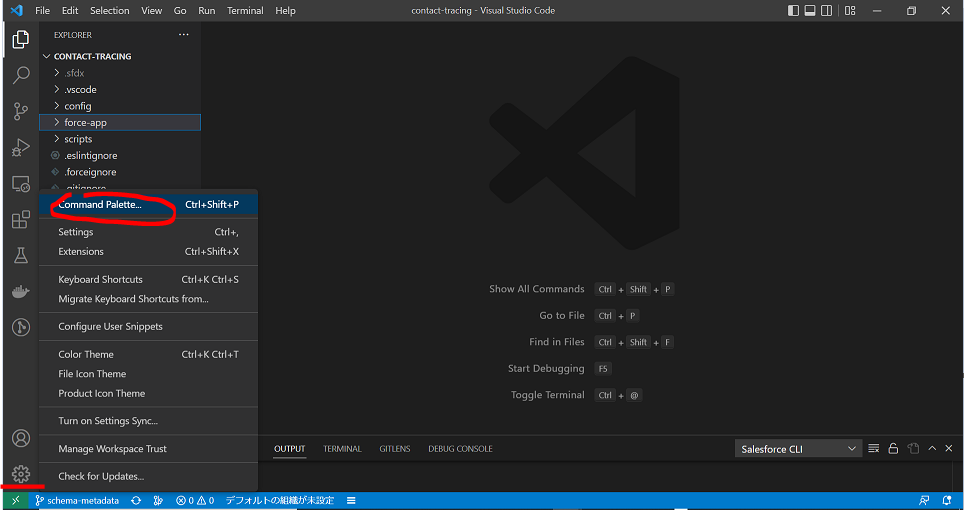 File Edit Selection View Go Run Terminal Help
contact-tracing - Visual Studio Code
EXPLORER
CONTACT-TRACING
.sfdx
.vscode
config
force-app
scripts
.eslintignore
.forceignore
.gitignore
Command Palette... Ctrl+Shift+P
Settings Ctrl+,
Extensions Ctrl+Shift+X
Keyboard Shortcuts Ctrl+K Ctrl+S
Migrate Keyboard Shortcuts from...
Configure User Snippets
Color Theme Ctrl+K Ctrl+T
File Icon Theme
Product Icon Theme
Turn on Settings Sync...
Manage Workspace Trust
Check for Updates...
Show All Commands Ctrl + Shift + P
Go to File Ctrl + P
Find in Files Ctrl + Shift + F
Start Debugging F5
Toggle Terminal Ctrl + @
OUTPUT TERMINAL GITLENS DEBUG CONSOLE
Salesforce CLI
schema-metadata 0 0 デフォルトの組織が未設定